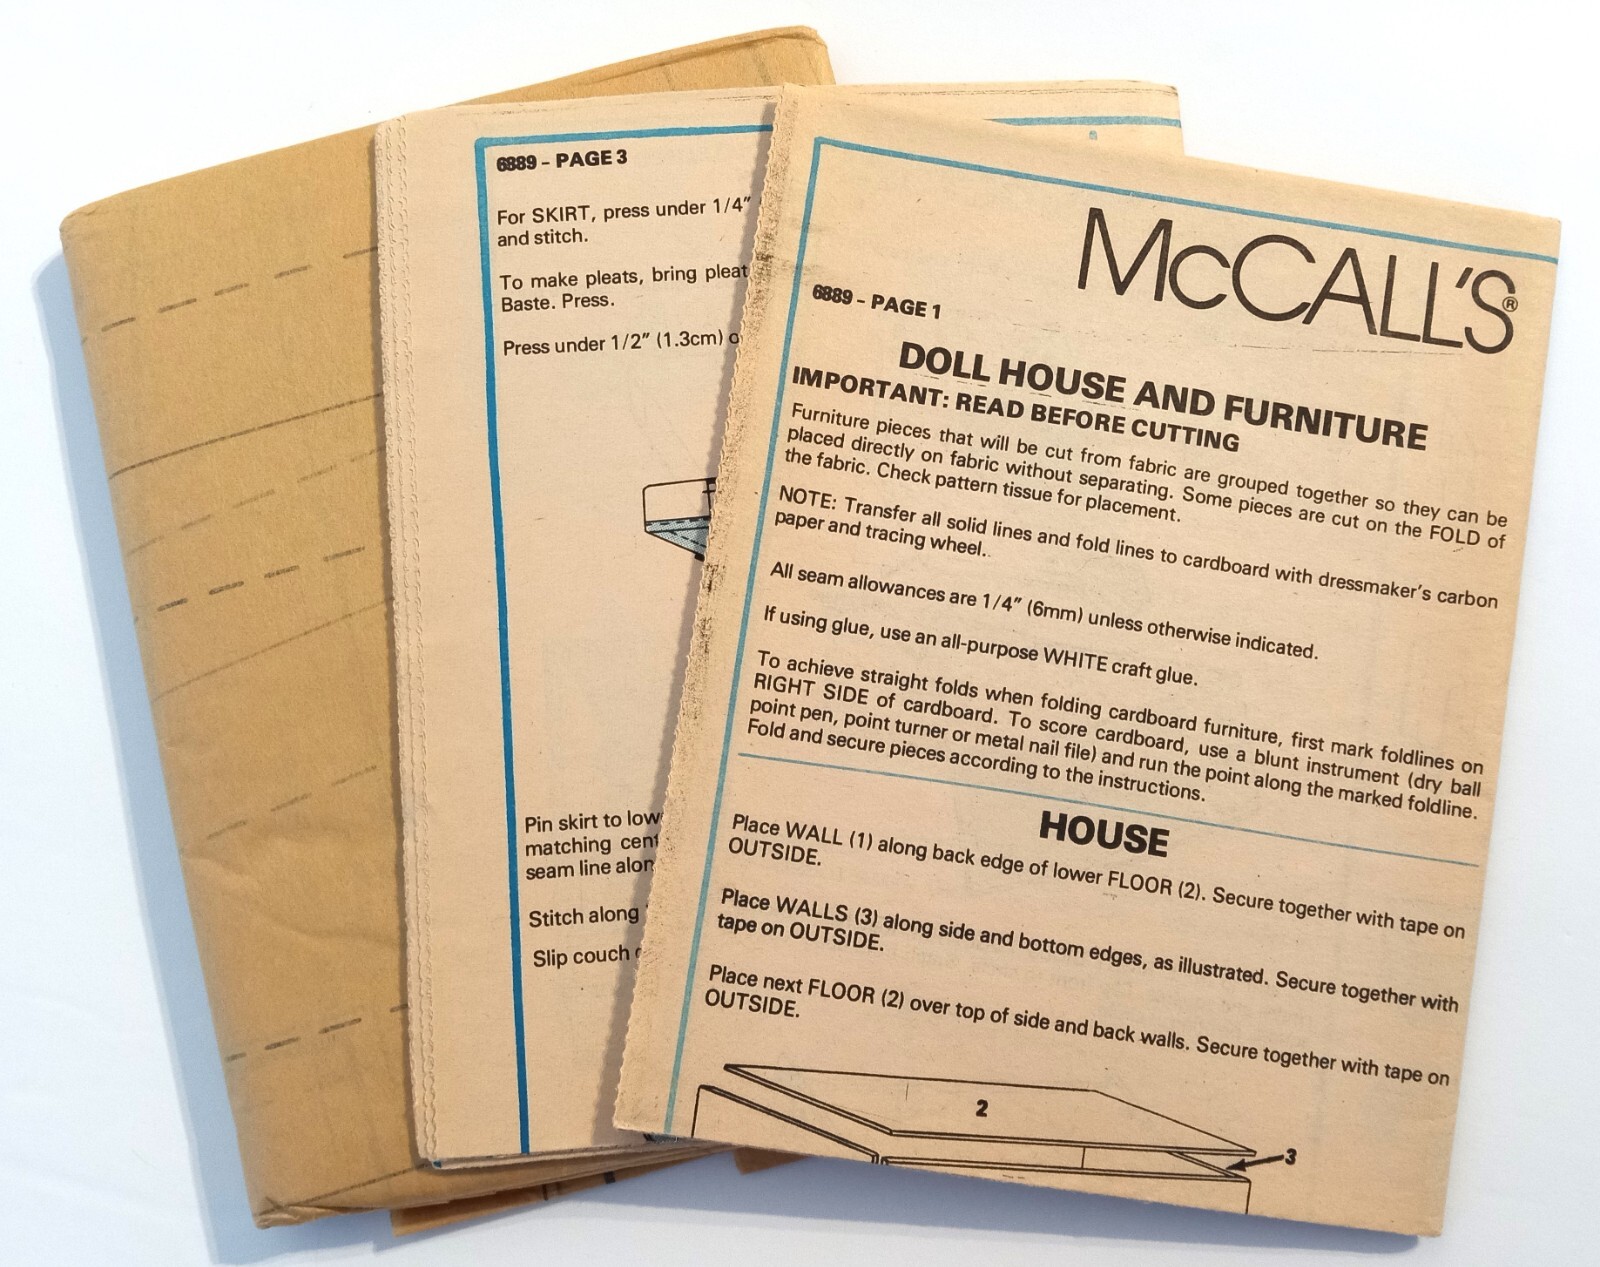 6889 - PAGE 3
For SKIRT, press under 1/4"
and stitch.
To make pleats, bring pleat
Baste. Press.
Press under 1/2" (1.3cm)
Pin skirt to low
matching cent
seam line alon
Stitch along
Slip couch
McCALL'S®
6889 - PAGE 1
DOLL HOUSE AND FURNITURE
IMPORTANT: READ BEFORE CUTTING
Furniture pieces that will be cut from fabric are grouped together so they can be
placed directly on fabric without separating. Some pieces are cut on the FOLD of
the fabric. Check pattern tissue for placement.
NOTE: Transfer all solid lines and fold lines to cardboard with dressmaker's carbon
paper and tracing wheel.
All seam allowances are 1/4" (6mm) unless otherwise indicated.
If using glue, use an all-purpose WHITE craft glue.
To achieve straight folds when folding cardboard furniture, first mark foldlines on
RIGHT SIDE of cardboard. To score cardboard, use a blunt instrument (dry ball
point pen, point turner or metal nail file) and run the point along the marked foldline.
Fold and secure pieces according to the instructions.
HOUSE
Place WALL (1) along back edge of lower FLOOR (2). Secure together with tape on
OUTSIDE.
Place WALLS (3) along side and bottom edges, as illustrated. Secure together with
tape on OUTSIDE.
Place next FLOOR (2) over top of side and back walls. Secure together with tape on
OUTSIDE.
2
3